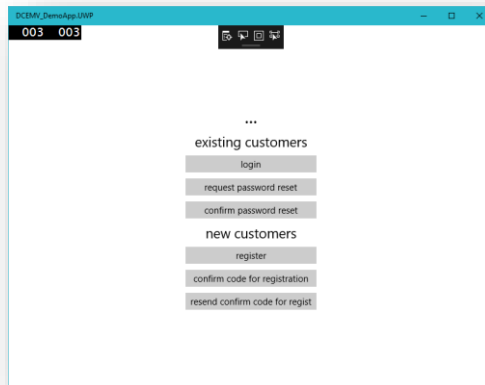 DCEMV_DemoApp.UWP
003 003
...
existing customers
login
request password reset
confirm password reset
new customers
register
confirm code for registration
resend confirm code for regist